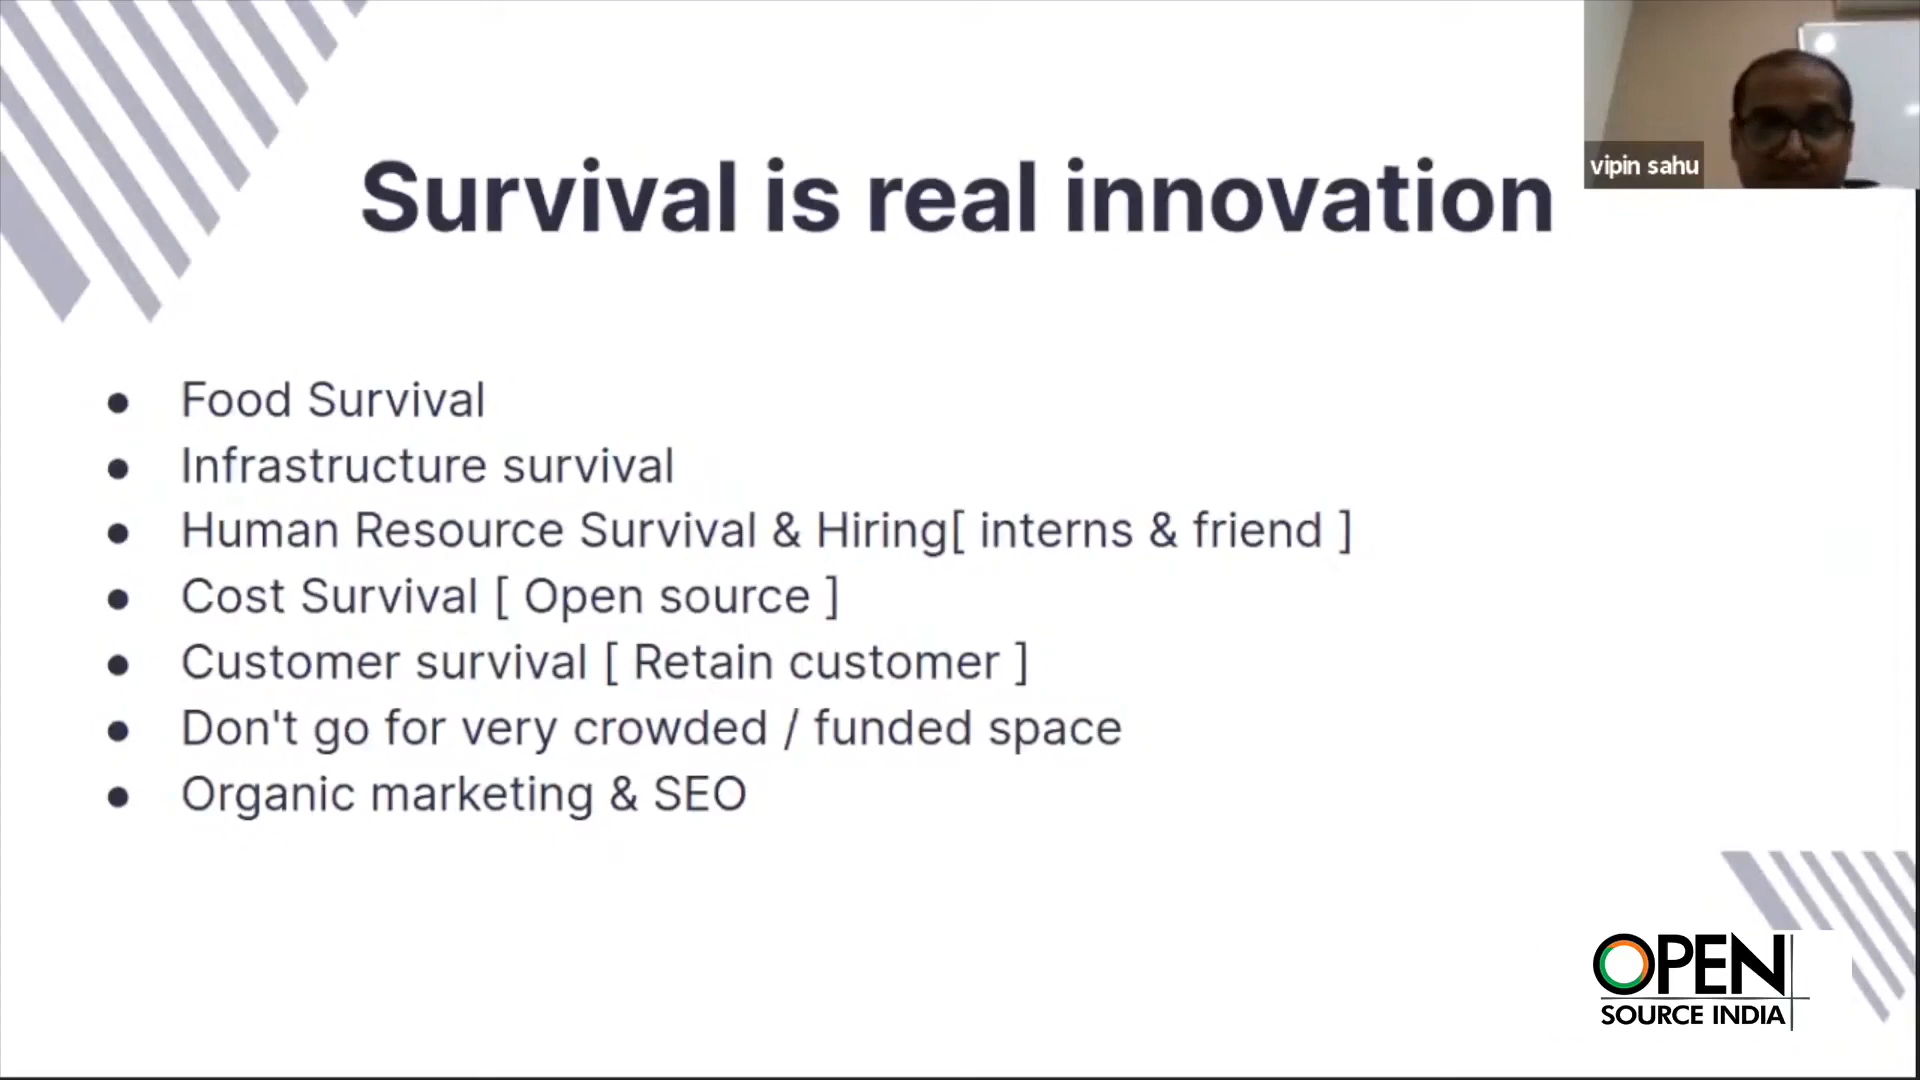 vipin sahu
Survival is real innovation
● Food Survival
● Infrastructure survival
● Human Resource Survival & Hiring[ interns & friend ]
● Cost Survival [ Open source ]
● Customer survival [ Retain customer ]
● Don't go for very crowded / funded space
● Organic marketing & SEO
OPEN
SOURCE INDIA